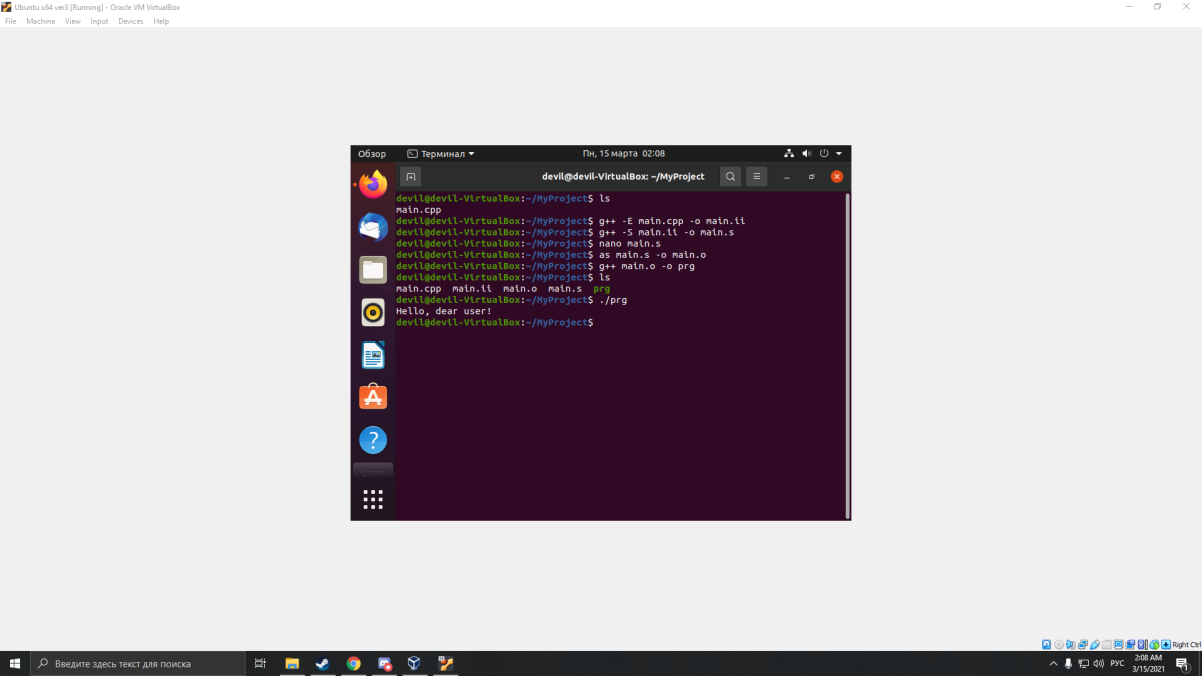 Ubuntu x64 ver3 [Running] - Oracle VM VirtualBox
File Machine View Input Devices Help
Обзор Терминал Пн, 15 марта 02:08
devil@devil-VirtualBox: ~/MyProject
devil@devil-VirtualBox:~/MyProject$ ls
main.cpp
devil@devil-VirtualBox:~/MyProject$ g++ -E main.cpp -o main.ii
devil@devil-VirtualBox:~/MyProject$ g++ -S main.ii -o main.s
devil@devil-VirtualBox:~/MyProject$ nano main.s
devil@devil-VirtualBox:~/MyProject$ as main.s -o main.o
devil@devil-VirtualBox:~/MyProject$ g++ main.o -o prg
devil@devil-VirtualBox:~/MyProject$ ls
main.cpp main.ii main.o main.s prg
devil@devil-VirtualBox:~/MyProject$ ./prg
Hello, dear user!
devil@devil-VirtualBox:~/MyProject$
Right Ctrl
Введите здесь текст для поиска
РУС
2:08 AM
3/15/2021
1